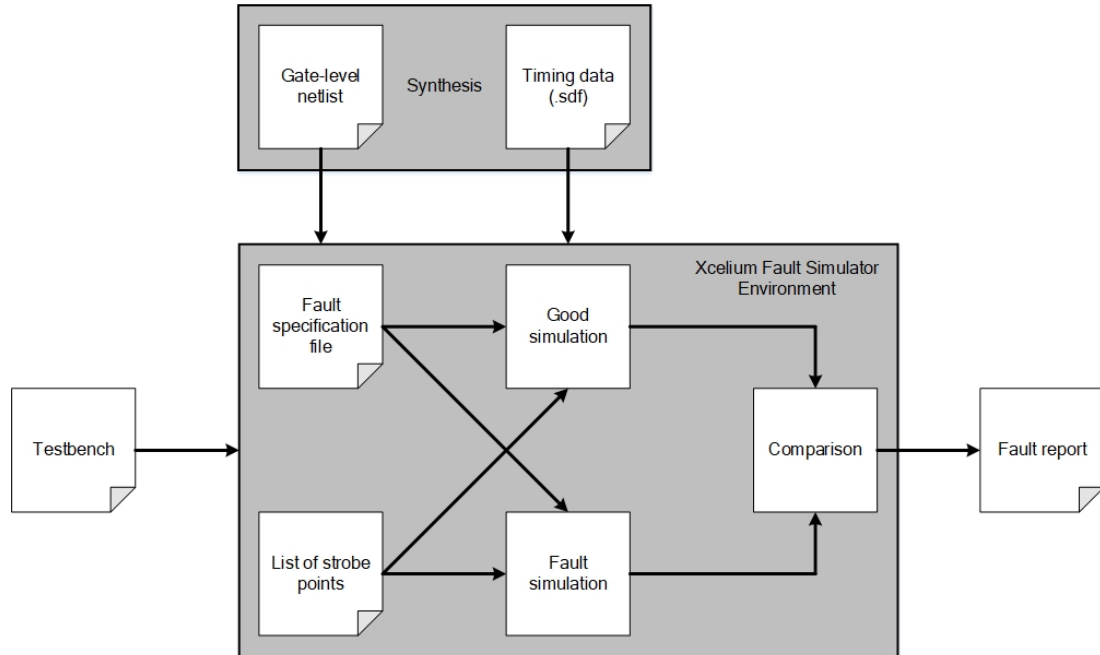 Gate-level
netlist
Synthesis
Timing data
(.sdf)
Xcelium Fault Simulator
Environment
Fault
specification
file
Good
simulation
Testbench
Comparison
Fault report
List of strobe
points
Fault
simulation